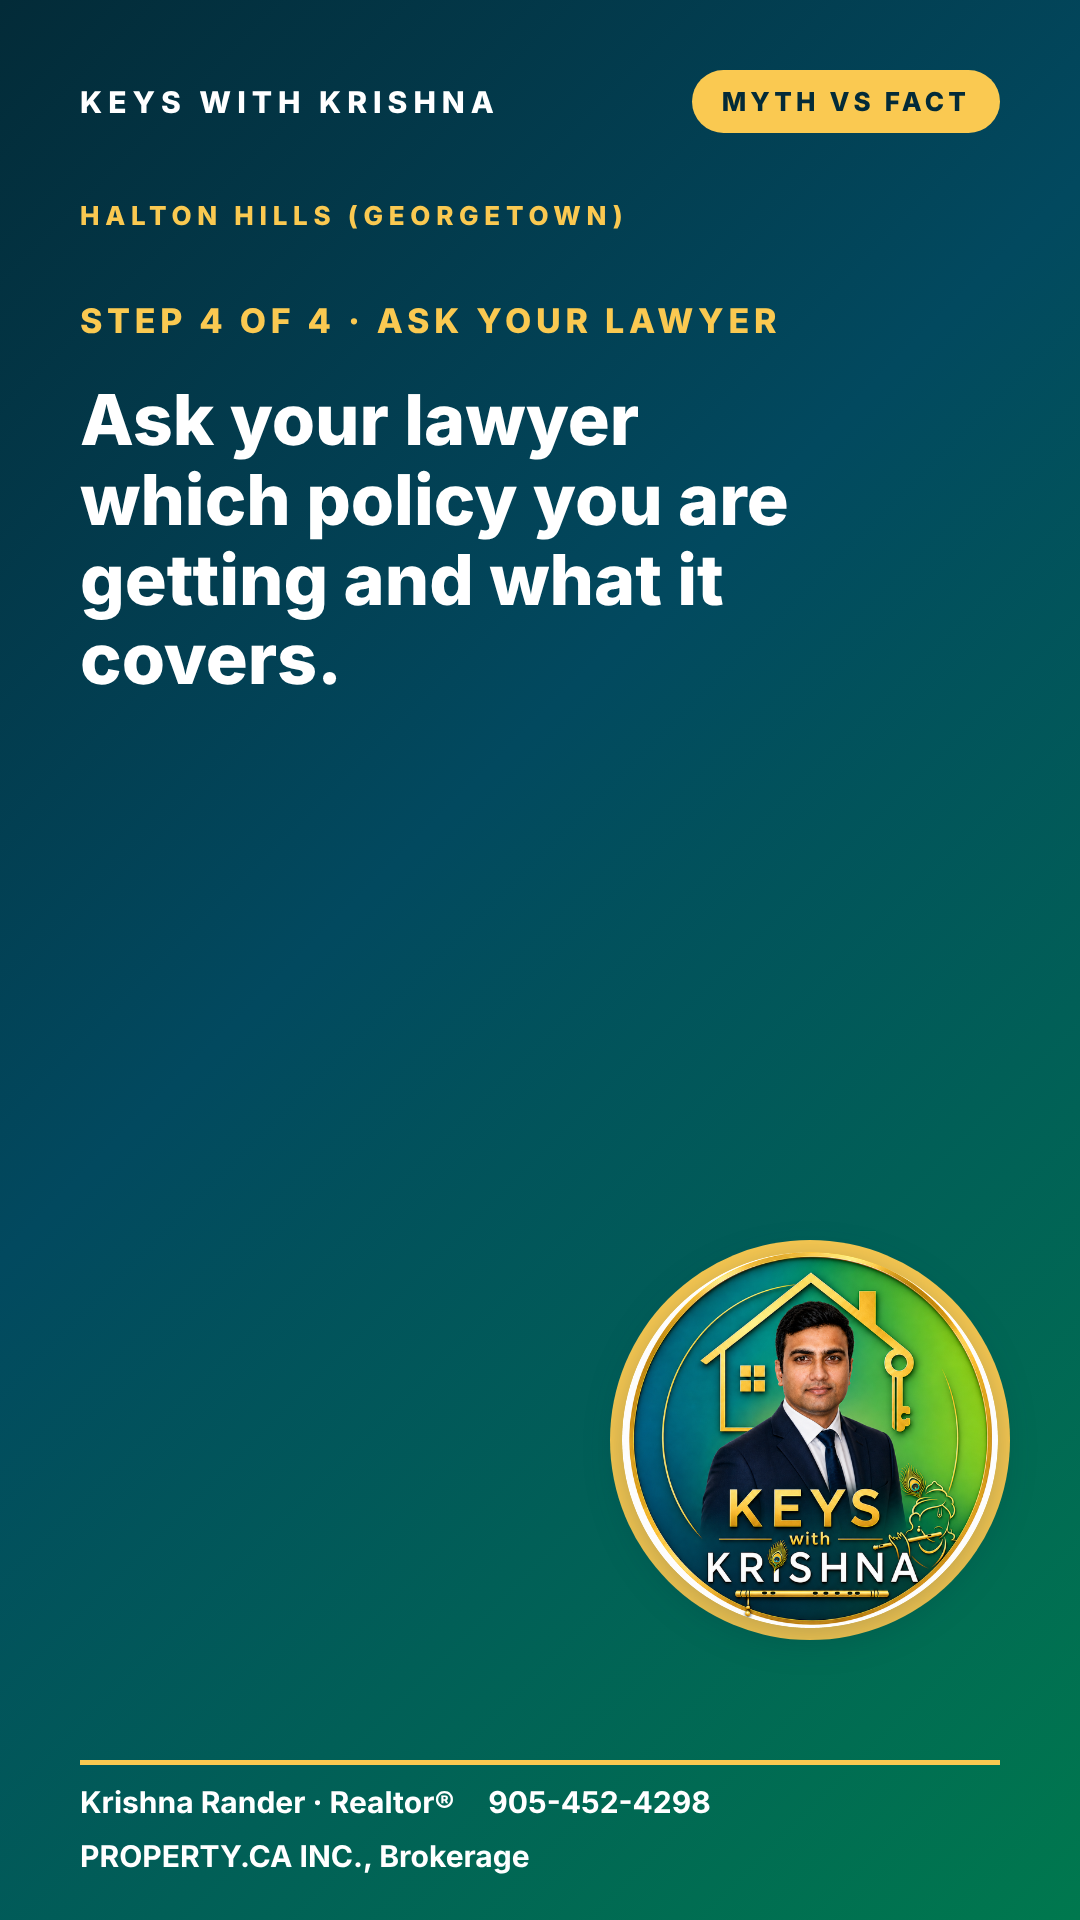 KEYS WITH KRISHNA
MYTH VS FACT
HALTON HILLS (GEORGETOWN)
STEP 4 OF 4 · ASK YOUR LAWYER
Ask your lawyer
which policy you are
getting and what it
covers.
KEYS
with
KRISHNA
Krishna Rander · Realtor® 905-452-4298
PROPERTY.CA INC., Brokerage